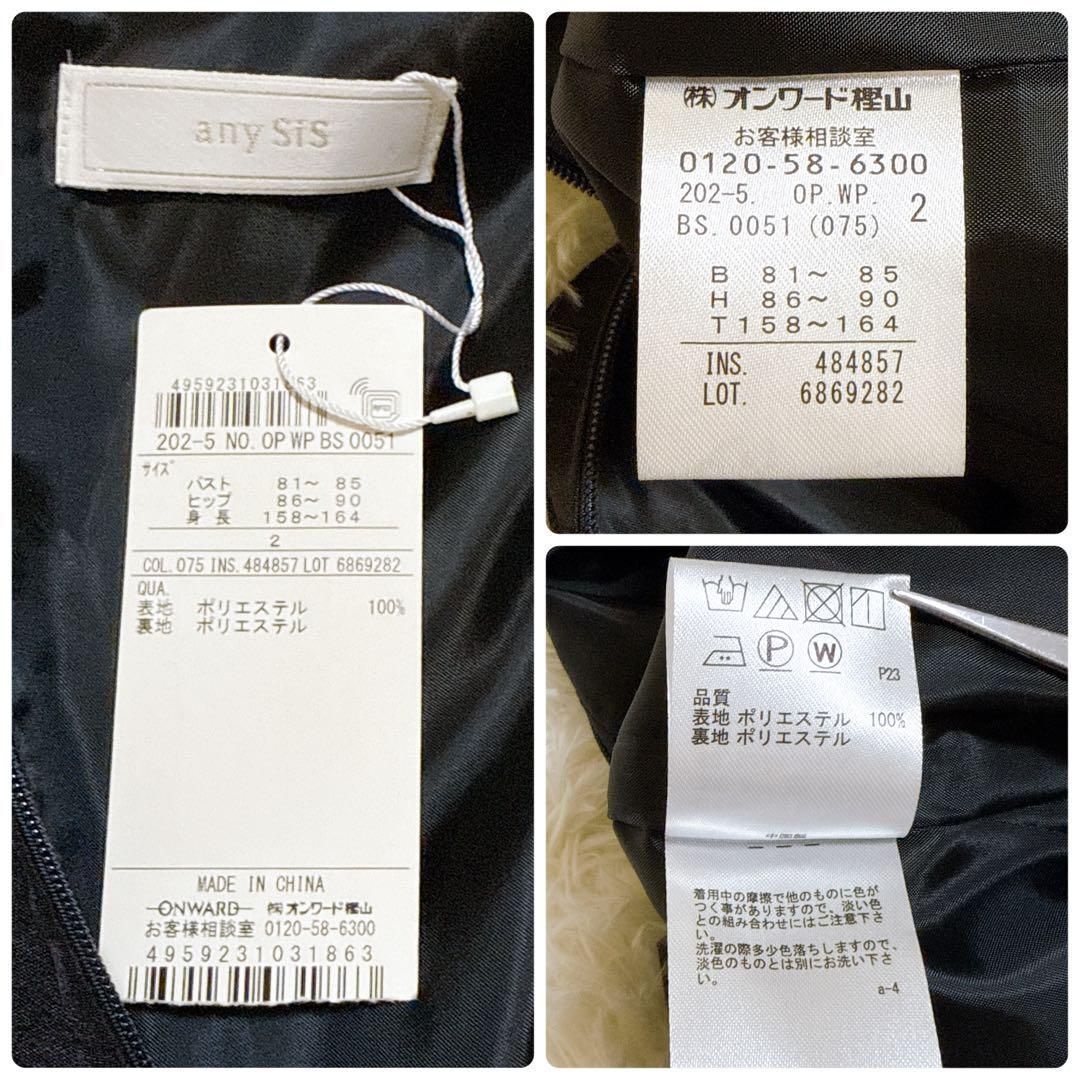 any SiS
4959231031863
RFID
202-5 NO. OP WP BS 0051
サイズ
バスト 81～ 85
ヒップ 86～ 90
身長 158～164
2
COL. 075 INS. 484857 LOT 6869282
QUA.
表地 ポリエステル 100%
裏地 ポリエステル
MADE IN CHINA
ONWARD ㈱オンワード樫山
お客様相談室 0120-58-6300
4959231031863
㈱オンワード樫山
お客様相談室
0120-58-6300
202-5. OP.WP. 2
BS.0051 (075)
B 81～ 85
H 86～ 90
T158～164
INS. 484857
LOT. 6869282
P W
P23
品質
表地 ポリエステル 100%
裏地 ポリエステル
中国製
着用中の摩擦で他のものに色が
つく事がありますので、淡い色
との組み合わせにはご注意下さ
い。
洗濯の際多少色落ちしますので、
淡色のものとは別にお洗い下さ
い。
a-4